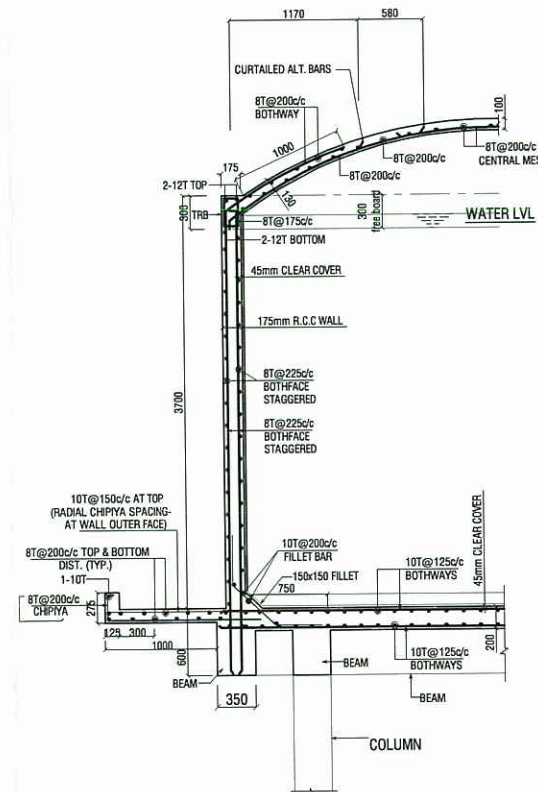 1170
580
CURTAILED ALT. BARS
8T@200c/c
BOTHWAY
100
1000
8T@200c/c
8T@200c/c
8T@200c/c
CENTRAL MES
175
130
2-12T TOP
300
TRB
8T@175c/c
300
free board
WATER LVL
2-12T BOTTOM
45mm CLEAR COVER
175mm R.C.C WALL
3700
8T@225c/c
BOTHFACE
STAGGERED
8T@225c/c
BOTHFACE
STAGGERED
10T@150c/c AT TOP
(RADIAL CHIPIYA SPACING-
AT WALL OUTER FACE)
8T@200c/c TOP & BOTTOM
DIST. (TYP.)
1-10T
8T@200c/c
CHIPIYA
275
10T@200c/c
FILLET BAR
150x150 FILLET
750
10T@125c/c
BOTHWAYS
45mm CLEAR COVER
125
300
1000
600
10T@125c/c
BOTHWAYS
200
BEAM
BEAM
BEAM
350
COLUMN